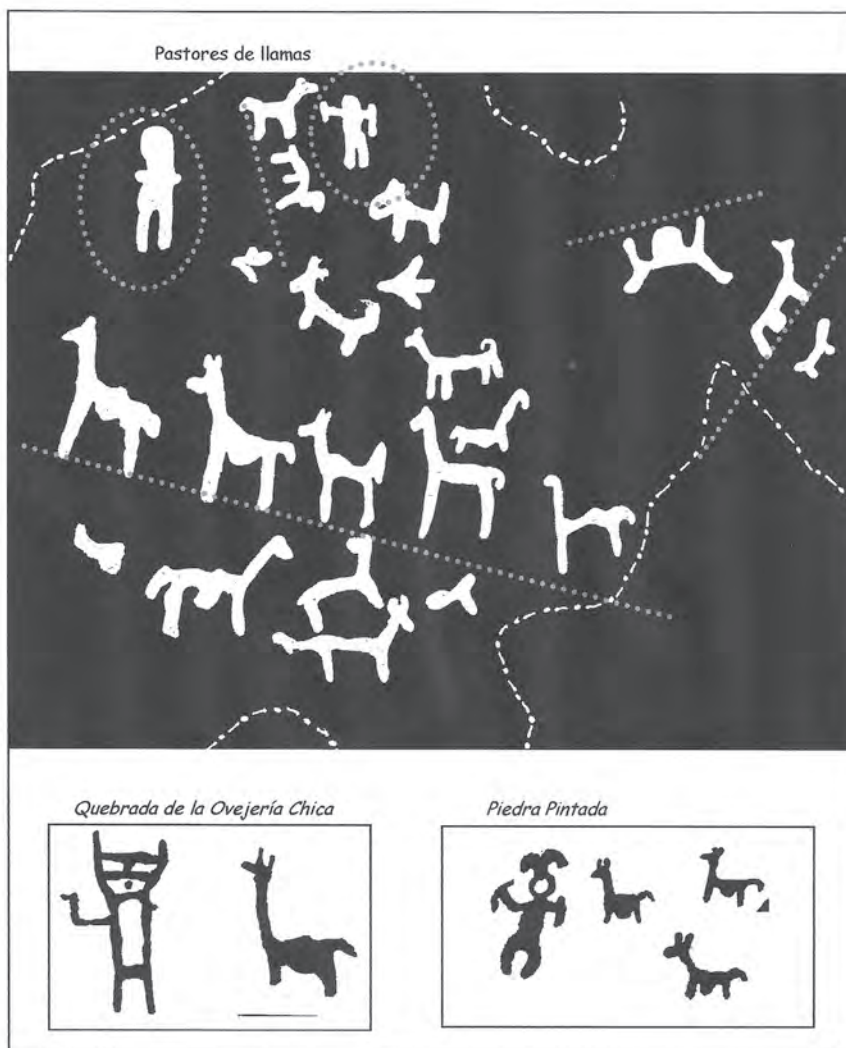 Pastores de llamas
Quebrada de la Ovejería Chica
Piedra Pintada